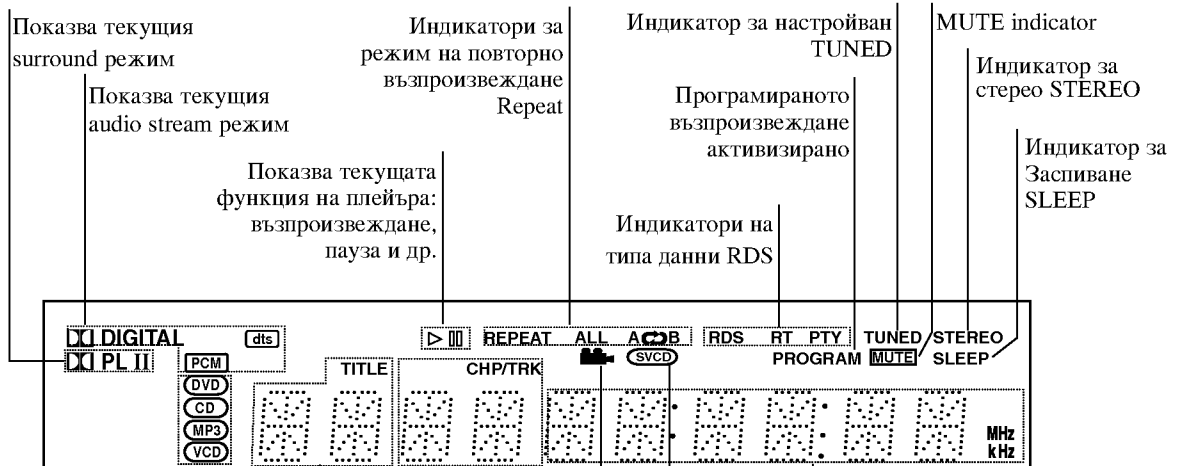 Показва текущия
surround режим
Показва текущия
audio stream режим
Индикатори за
режим на повторно
възпроизвеждане
Repeat
Показва текущата
функция на плейъра:
възпроизвеждане,
пауза и др.
Индикатор за настройван
TUNED
Програмираното
възпроизвеждане
активизирано
Индикатори на
типа данни RDS
MUTE indicator
Индикатор за
стерео STEREO
Индикатор за
Заспиване
SLEEP
DIGITAL dts REPEAT ALL A B RDS RT PTY TUNED STEREO
PL II PCM TITLE CHP/TRK SVCD PROGRAM MUTE SLEEP
DVD
CD
MP3
VCD
MHz
kHz